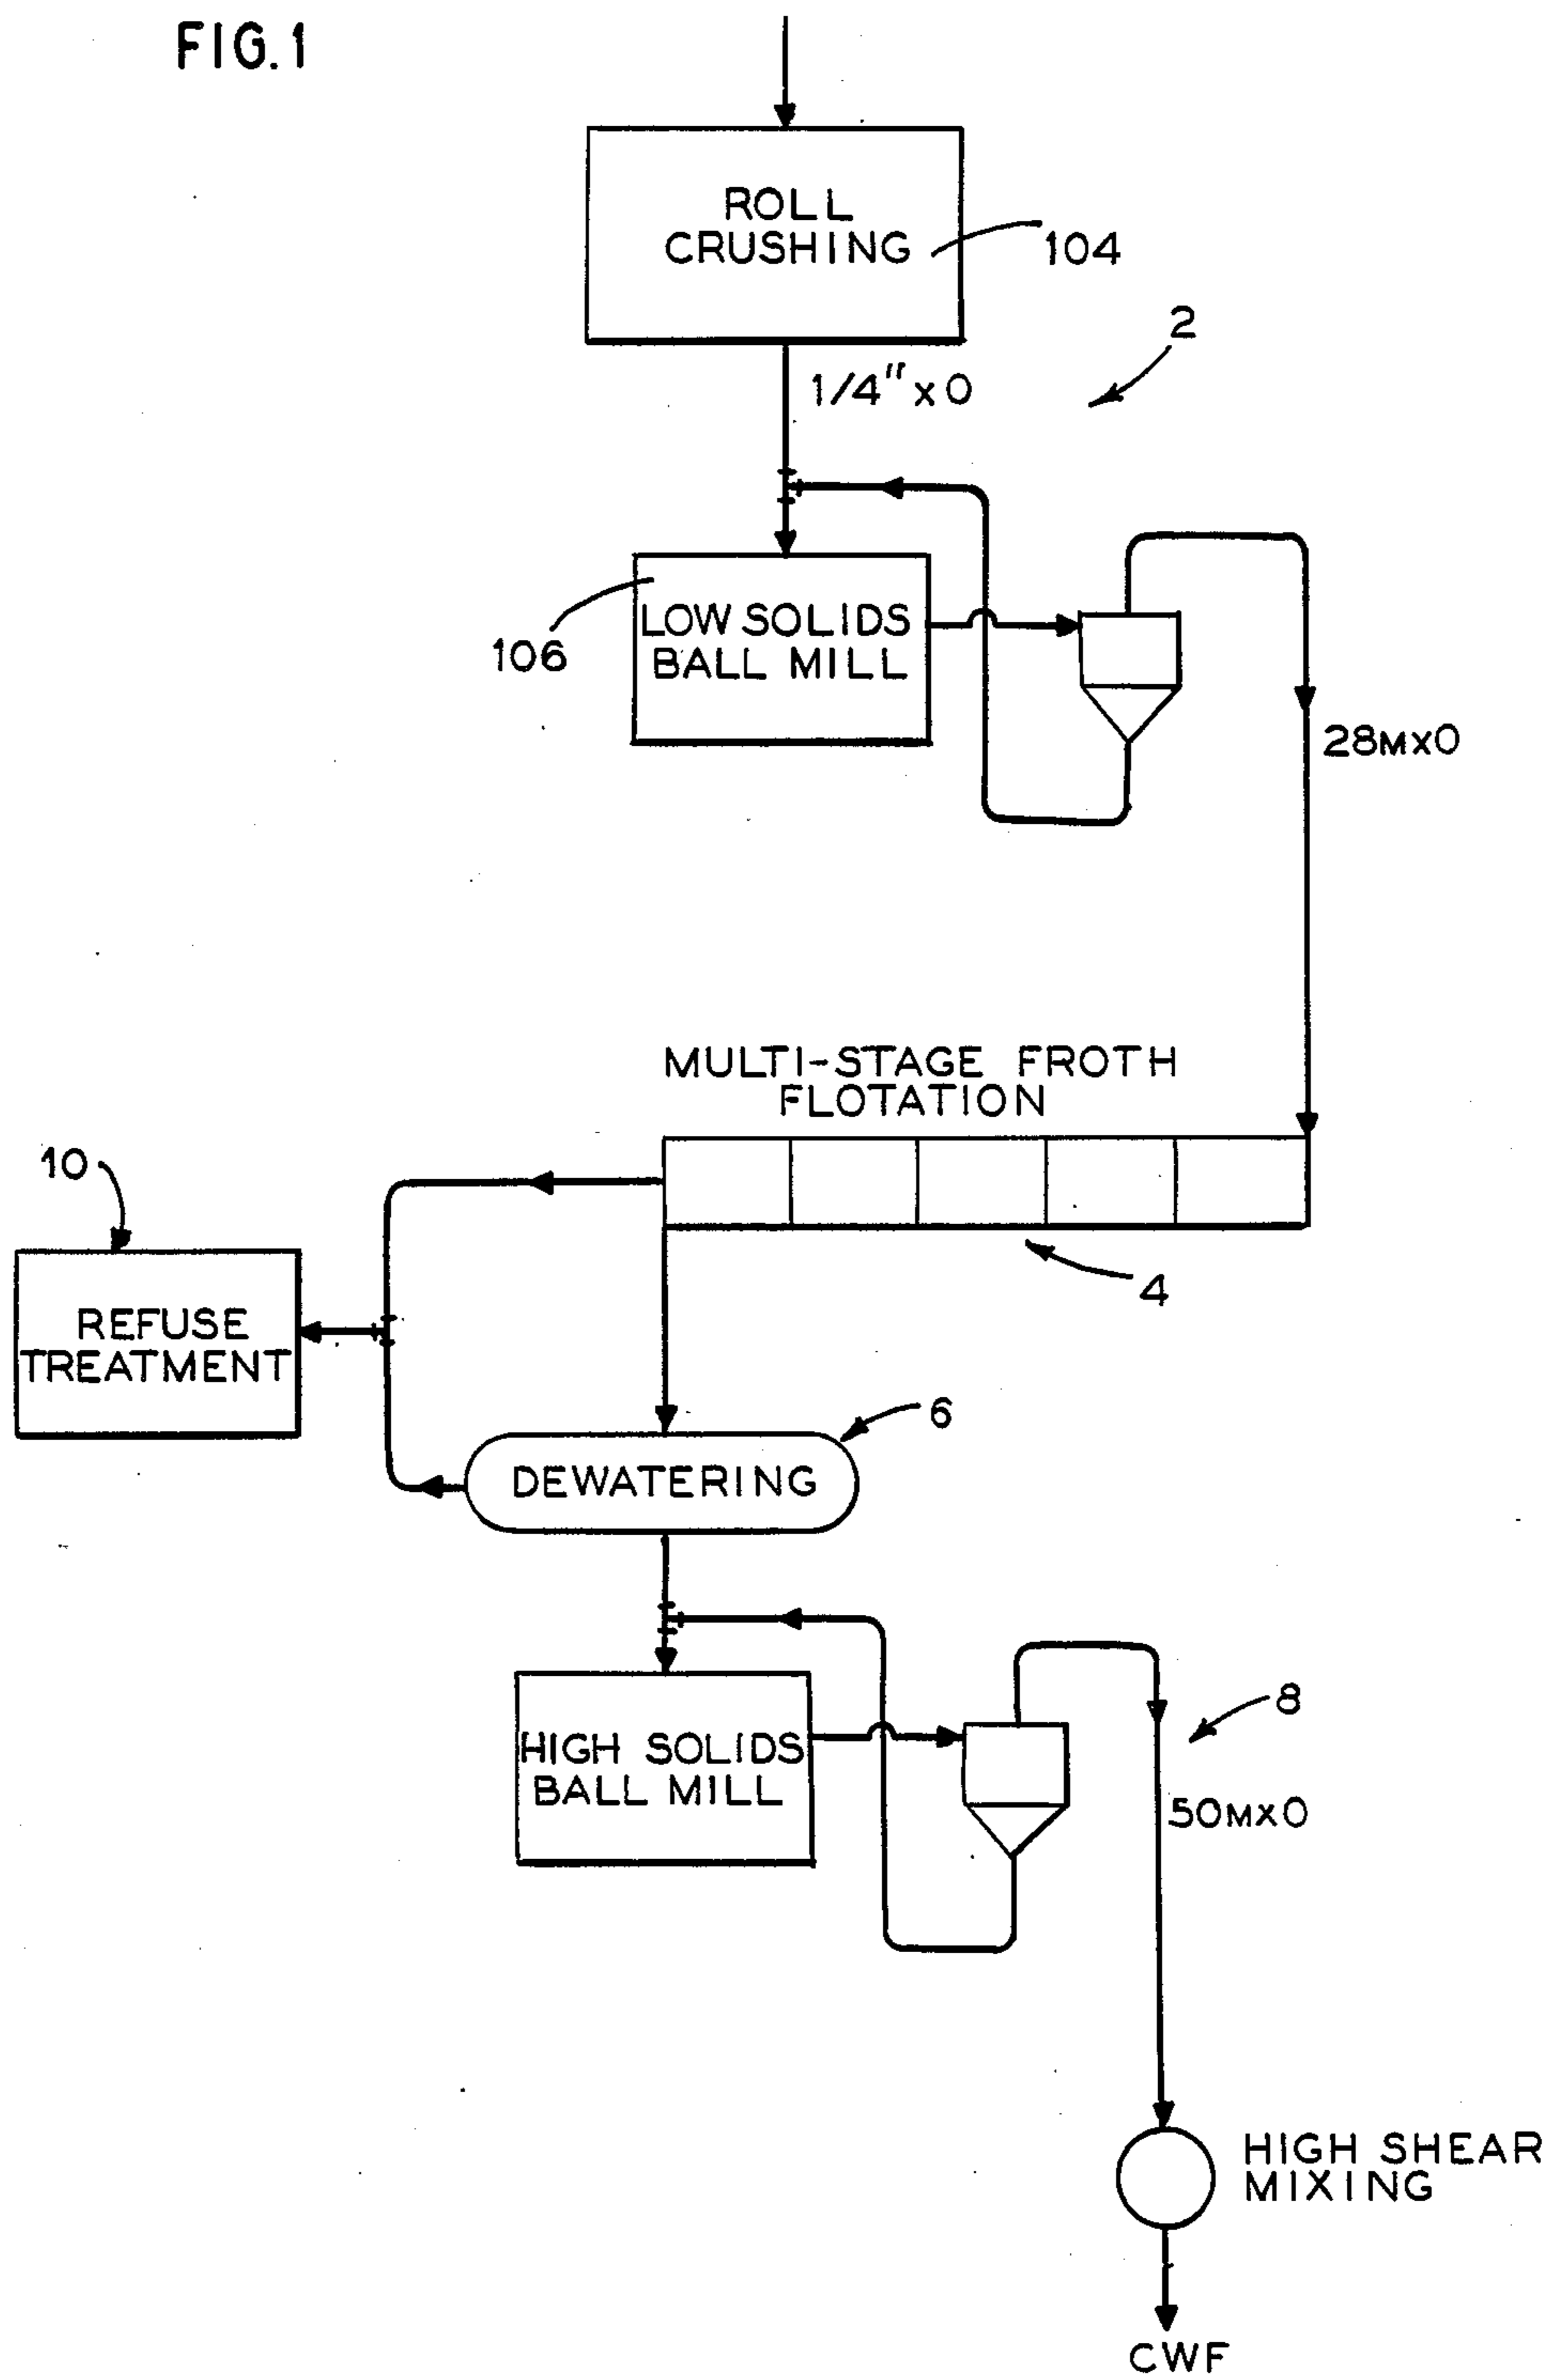 FIG.1
ROLL
CRUSHING
104
2
1/4" x 0
LOW SOLIDS
BALL MILL
106
28MX0
MULTI-STAGE FROTH
FLOTATION
10
4
REFUSE
TREATMENT
6
DEWATERING
8
HIGH SOLIDS
BALL MILL
50MX0
HIGH SHEAR
MIXING
CWF